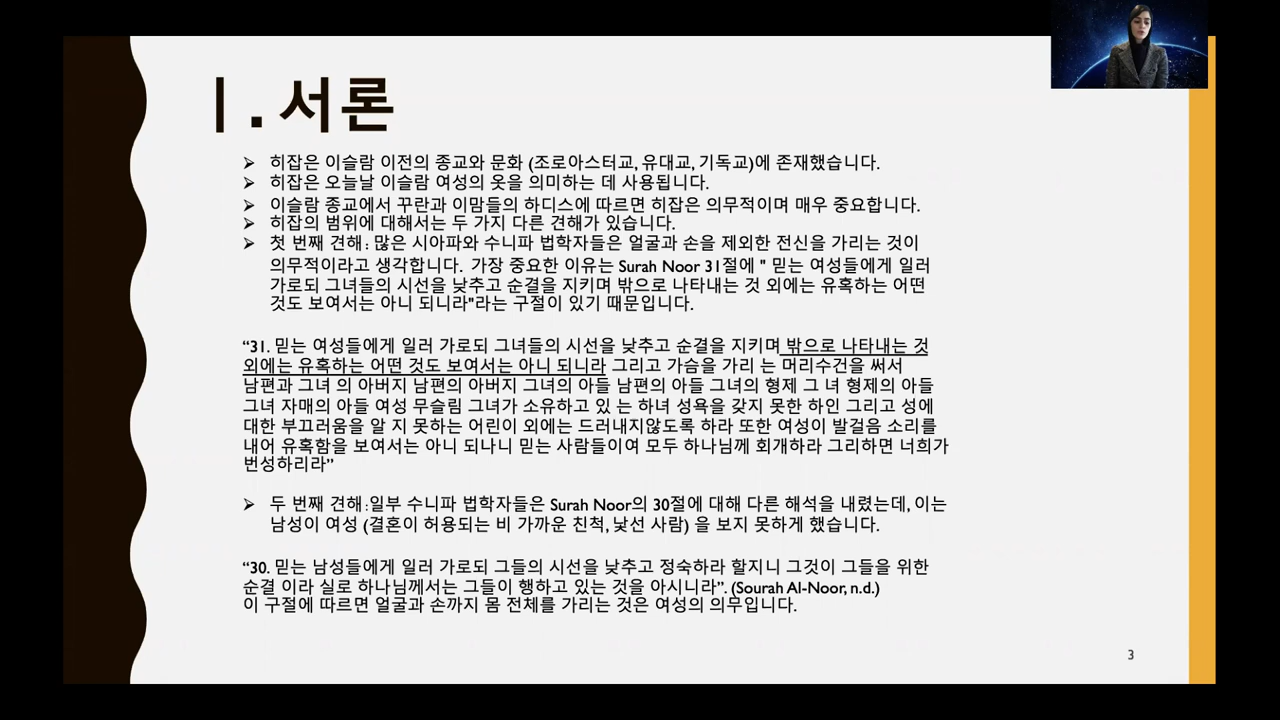 Ⅰ. 서론
➢ 히잡은 이슬람 이전의 종교와 문화 (조로아스터교, 유대교, 기독교)에 존재했습니다.
➢ 히잡은 오늘날 이슬람 여성의 옷을 의미하는 데 사용됩니다.
➢ 이슬람 종교에서 꾸란과 이맘들의 하디스에 따르면 히잡은 의무적이며 매우 중요합니다.
➢ 히잡의 범위에 대해서는 두 가지 다른 견해가 있습니다.
➢ 첫 번째 견해: 많은 시아파와 수니파 법학자들은 얼굴과 손을 제외한 전신을 가리는 것이
의무적이라고 생각합니다. 가장 중요한 이유는 Surah Noor 31절에 " 믿는 여성들에게 일러
가로되 그녀들의 시선을 낮추고 순결을 지키며 밖으로 나타내는 것 외에는 유혹하는 어떤
것도 보여서는 아니 되니라"라는 구절이 있기 때문입니다.
“31. 믿는 여성들에게 일러 가로되 그녀들의 시선을 낮추고 순결을 지키며 밖으로 나타내는 것
외에는 유혹하는 어떤 것도 보여서는 아니 되니라 그리고 가슴을 가리 는 머리수건을 써서
남편과 그녀 의 아버지 남편의 아버지 그녀의 아들 남편의 아들 그녀의 형제 그 녀 형제의 아들
그녀 자매의 아들 여성 무슬림 그녀가 소유하고 있 는 하녀 성욕을 갖지 못한 하인 그리고 성에
대한 부끄러움을 알 지 못하는 어린이 외에는 드러내지않도록 하라 또한 여성이 발걸음 소리를
내어 유혹함을 보여서는 아니 되나니 믿는 사람들이여 모두 하나님께 회개하라 그리하면 너희가
번성하리라”
➢ 두 번째 견해:일부 수니파 법학자들은 Surah Noor의 30절에 대해 다른 해석을 내렸는데, 이는
남성이 여성 (결혼이 허용되는 비 가까운 친척, 낯선 사람) 을 보지 못하게 했습니다.
“30. 믿는 남성들에게 일러 가로되 그들의 시선을 낮추고 정숙하라 할지니 그것이 그들을 위한
순결 이라 실로 하나님께서는 그들이 행하고 있는 것을 아시니라”. (Sourah Al-Noor, n.d.)
이 구절에 따르면 얼굴과 손까지 몸 전체를 가리는 것은 여성의 의무입니다.
3